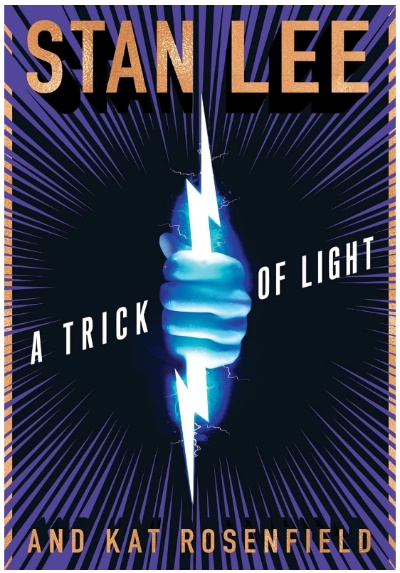 STAN LEE
A TRICK
OF LIGHT
AND KAT ROSENFIELD